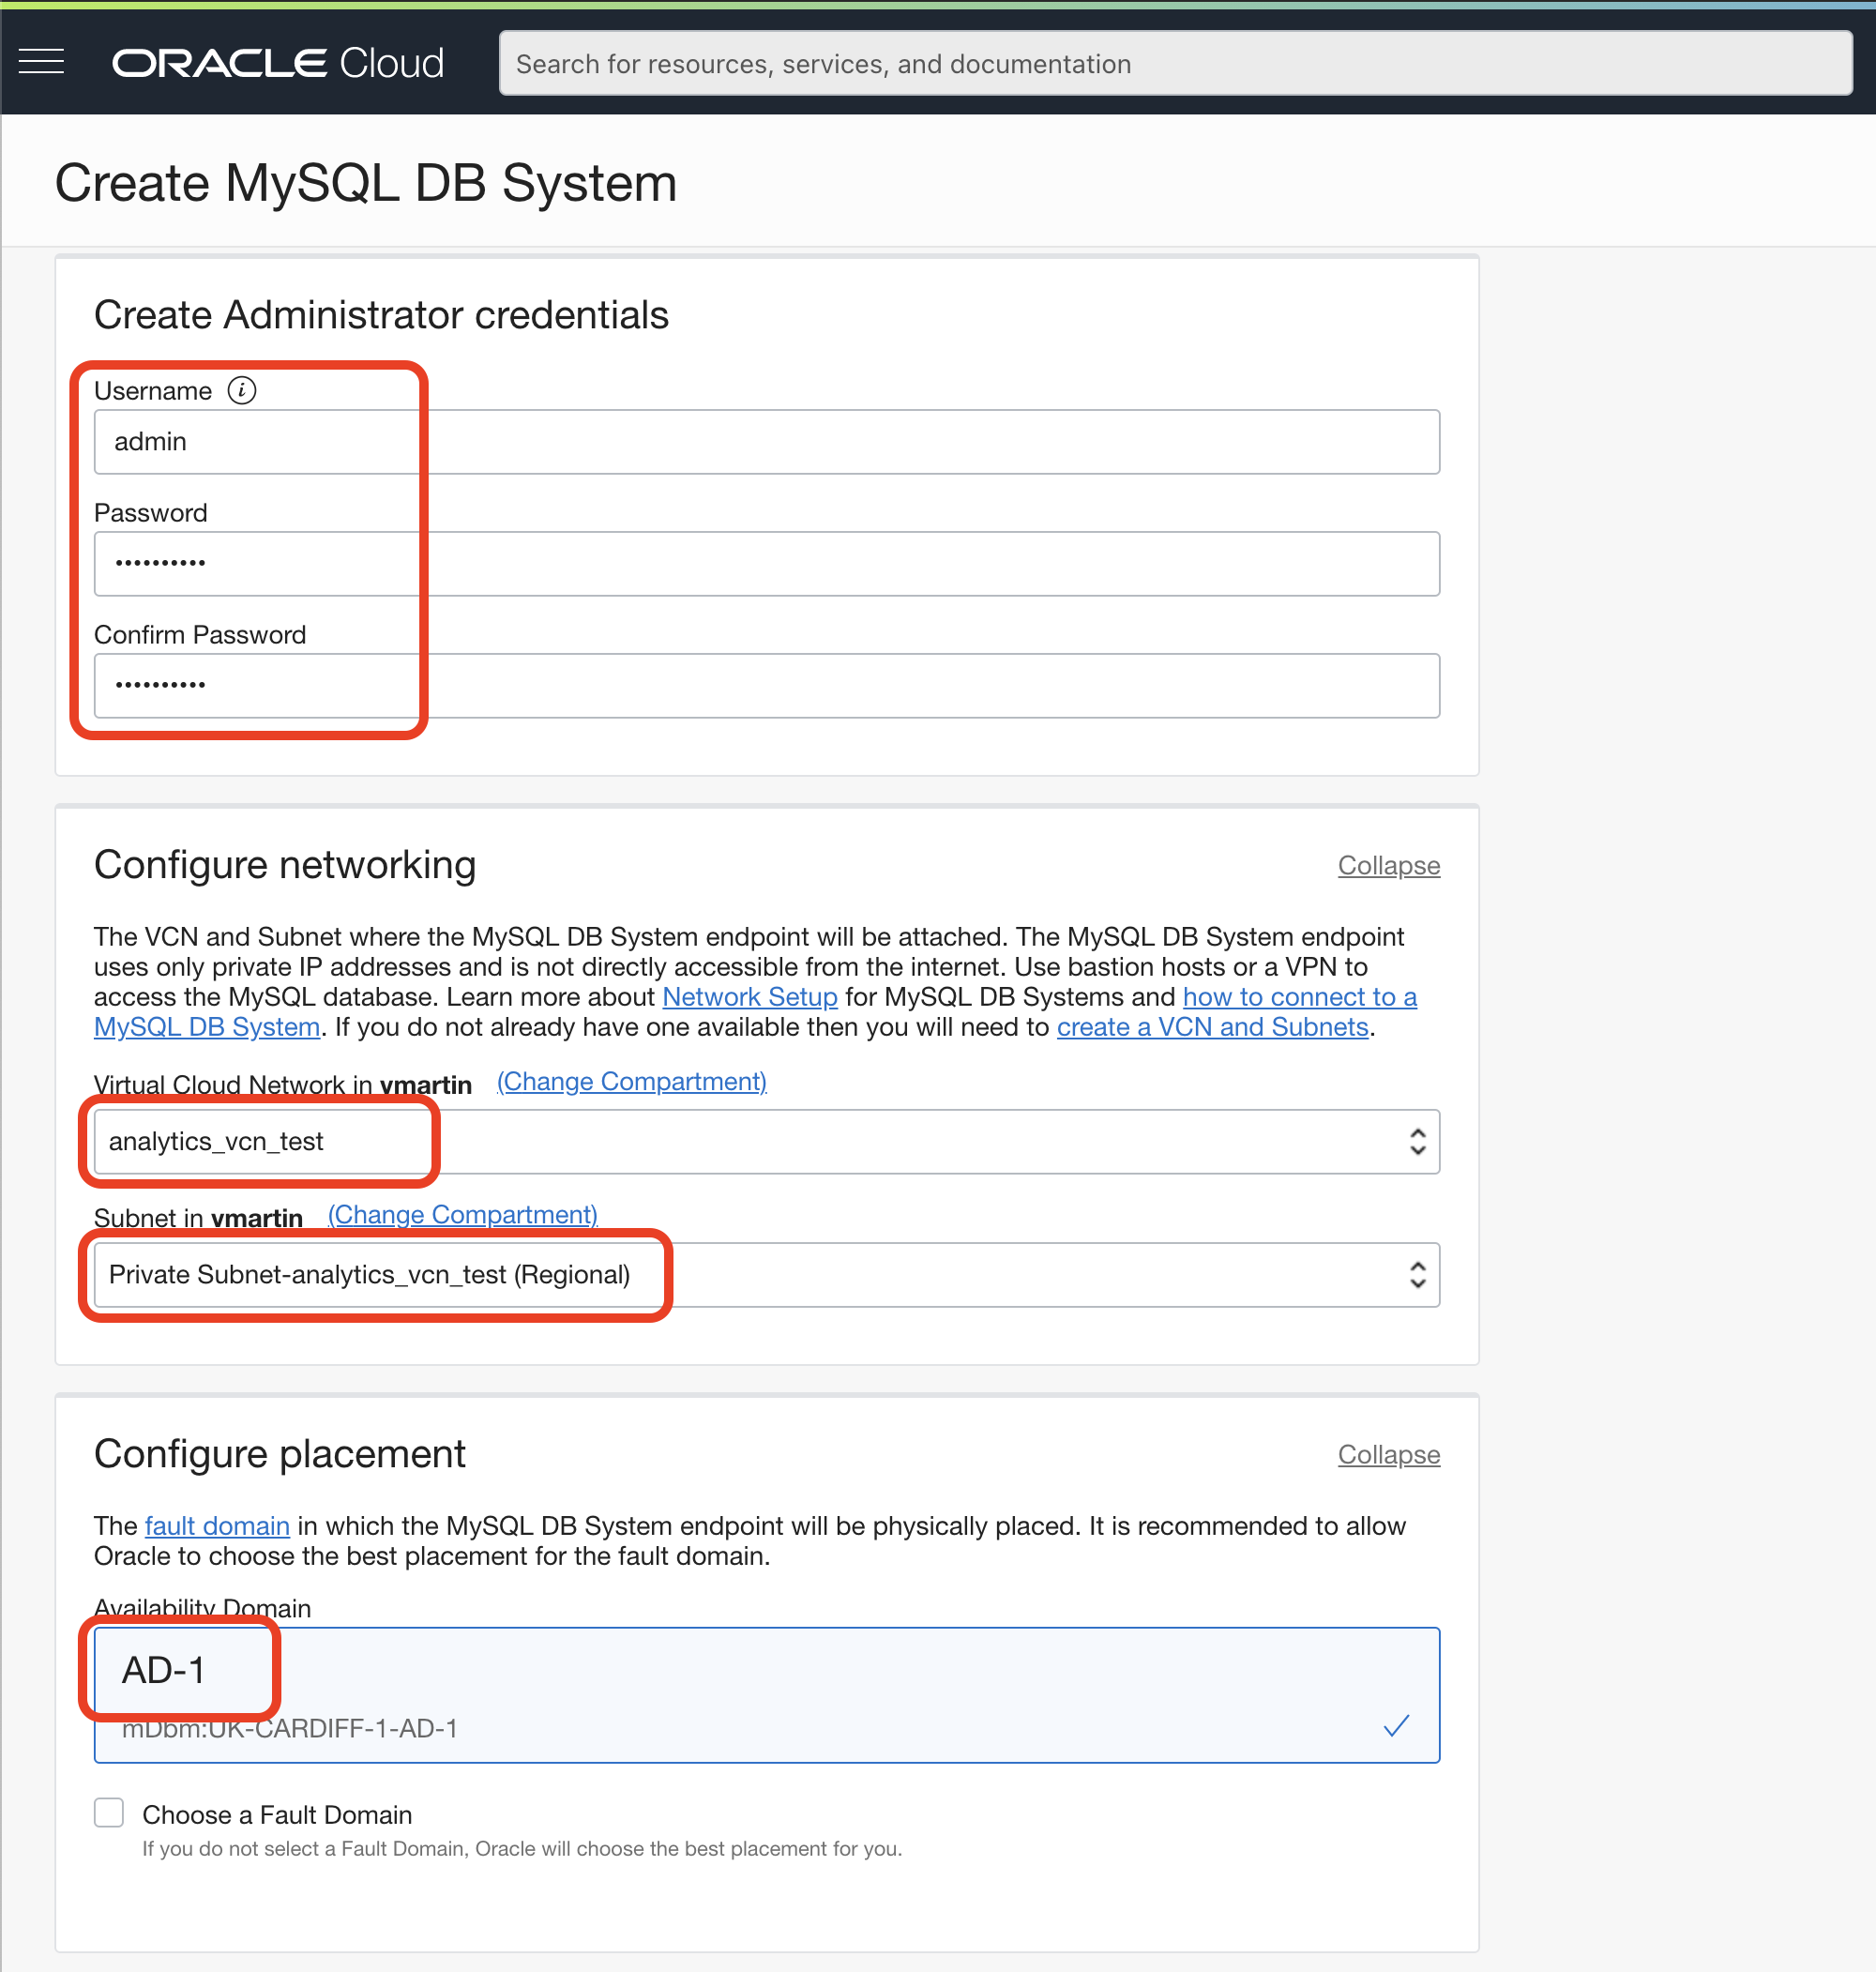 ORACLE Cloud
Search for resources, services, and documentation
Create MySQL DB System
Create Administrator credentials
Username i
admin
Password
••••••••••
Confirm Password
••••••••••
Configure networking
Collapse
The VCN and Subnet where the MySQL DB System endpoint will be attached. The MySQL DB System endpoint
uses only private IP addresses and is not directly accessible from the internet. Use bastion hosts or a VPN to
access the MySQL database. Learn more about Network Setup for MySQL DB Systems and how to connect to a
MySQL DB System. If you do not already have one available then you will need to create a VCN and Subnets.
Virtual Cloud Network in vmartin (Change Compartment)
analytics_vcn_test
Subnet in vmartin (Change Compartment)
Private Subnet-analytics_vcn_test (Regional)
Configure placement
Collapse
The fault domain in which the MySQL DB System endpoint will be physically placed. It is recommended to allow
Oracle to choose the best placement for the fault domain.
Availability Domain
AD-1
mDbm:UK-CARDIFF-1-AD-1
Choose a Fault Domain
If you do not select a Fault Domain, Oracle will choose the best placement for you.